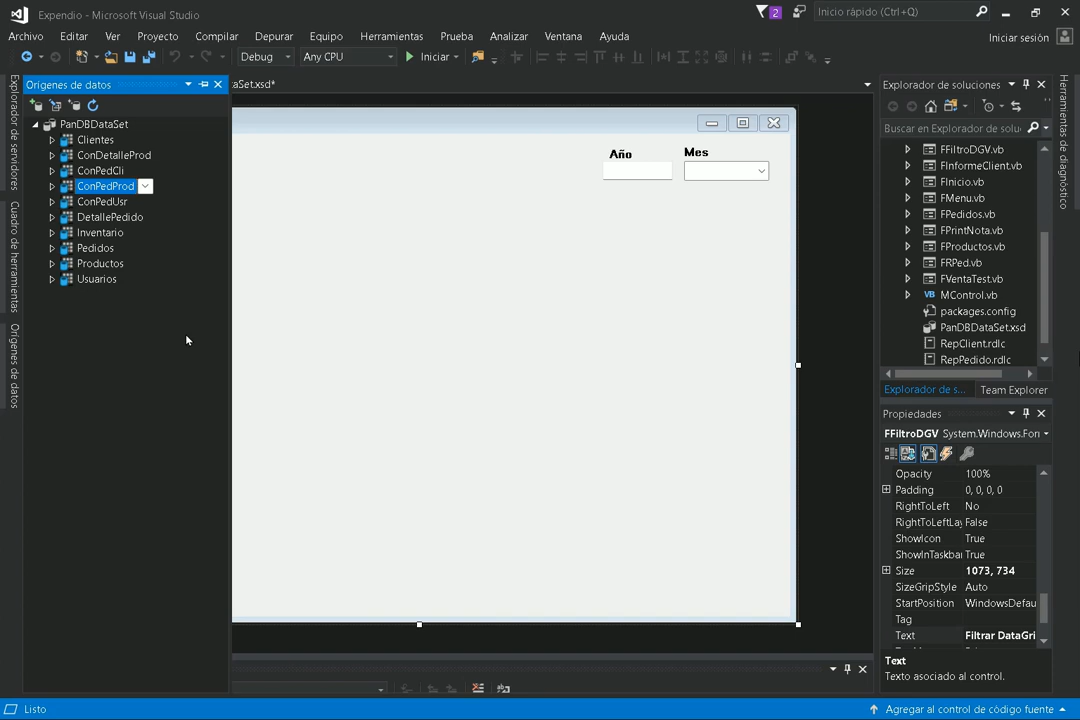 Expendio - Microsoft Visual Studio
2
Inicio rápido (Ctrl+Q)
Archivo Editar Ver Proyecto Compilar Depurar Equipo Herramientas Prueba Analizar Ventana Ayuda
Iniciar sesión
Debug Any CPU Iniciar
Orígenes de datos
aSet.xsd*
PanDBDataSet
Clientes
ConDetalleProd
ConPedCli
ConPedProd
ConPedUsr
DetallePedido
Inventario
Pedidos
Productos
Usuarios
Explorador de servidores
Cuadro de herramientas
Orígenes de datos
Año
Mes
Explorador de soluciones
Buscar en Explorador de solu
FFiltroDGV.vb
FInformeClient.vb
FInicio.vb
FMenu.vb
FPedidos.vb
FPrintNota.vb
FProductos.vb
FRPed.vb
FVentaTest.vb
VB MControl.vb
packages.config
PanDBDataSet.xsd
RepClient.rdlc
RepPedido.rdlc
Explorador de s... Team Explorer
Herramientas de diagnóstico
Propiedades
FFiltroDGV System.Windows.Forn
Opacity 100%
Padding 0, 0, 0, 0
RightToLeft No
RightToLeftLay False
ShowIcon True
ShowInTaskbar True
Size 1073, 734
SizeGripStyle Auto
StartPosition WindowsDefau
Tag
Text Filtrar DataGri
Text
Texto asociado al control.
Listo
Agregar al control de código fuente